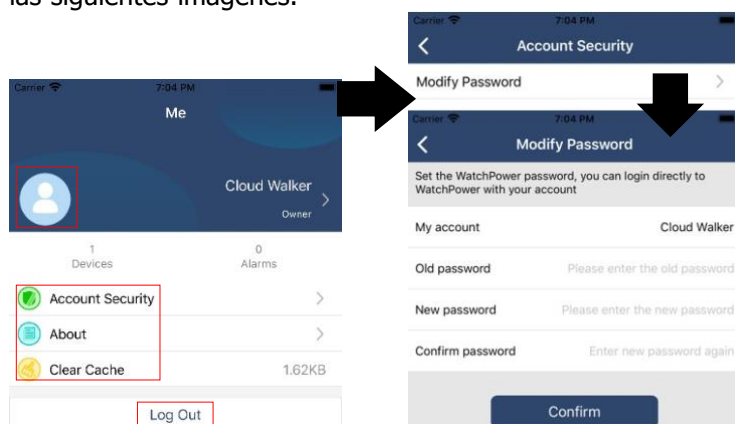 las siguientes imágenes.
Carrier 7:04 PM
Me
Cloud Walker
Owner
1 0
Devices Alarms
Account Security
About
Clear Cache 1.62KB
Log Out
Carrier 7:04 PM
Account Security
Modify Password
Carrier 7:04 PM
Modify Password
Set the WatchPower password, you can login directly to
WatchPower with your account
My account Cloud Walker
Old password Please enter the old password
New password Please enter the new password
Confirm password Enter new password again
Confirm